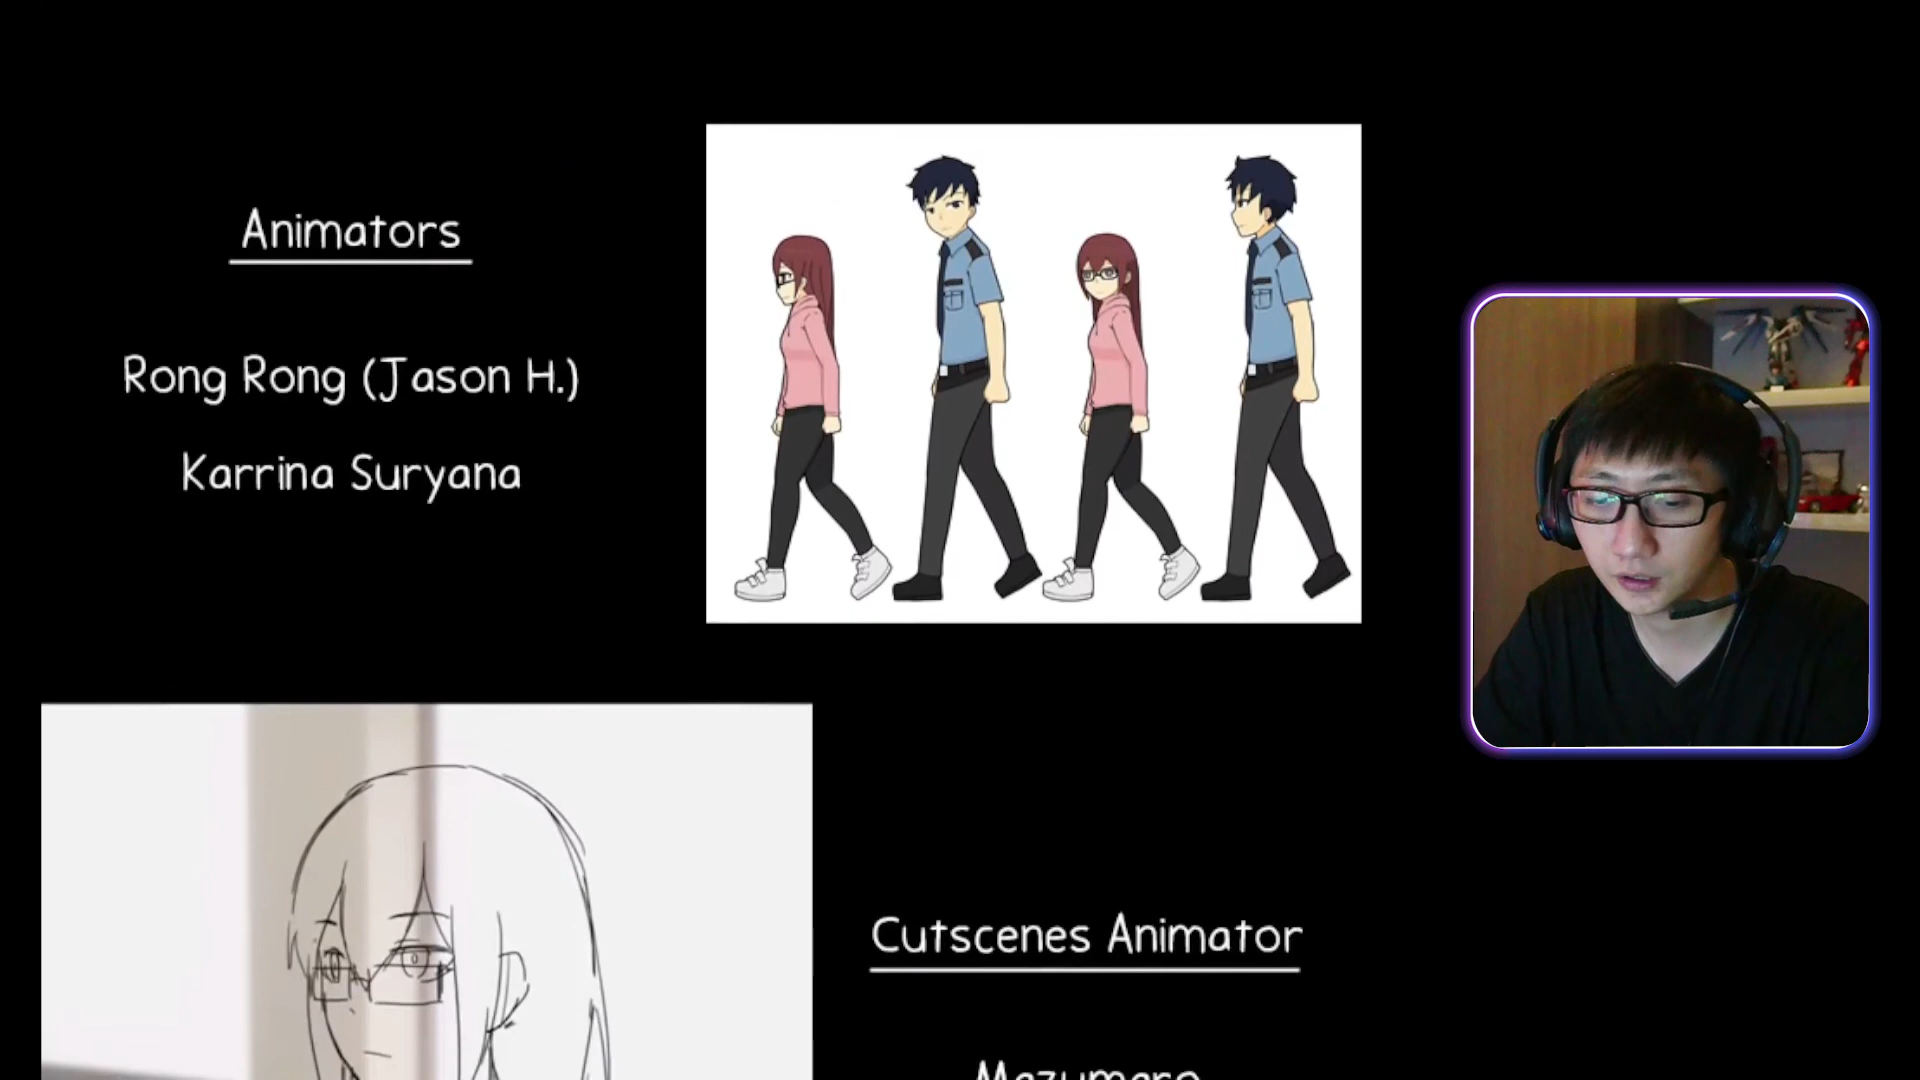 Animators
Rong Rong (Jason H.)
Karrina Suryana
Cutscenes Animator